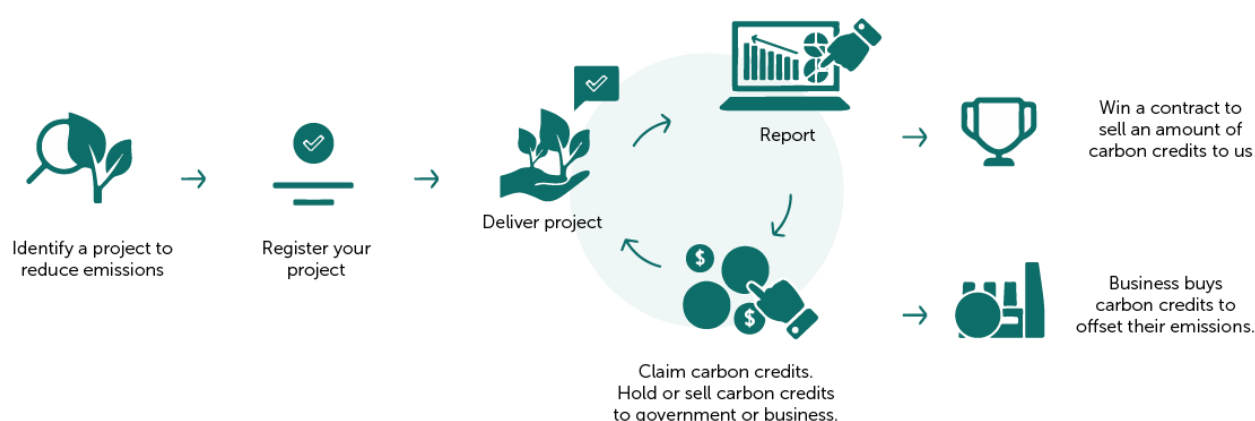 Identify a project to
reduce emissions
Register your
project
Deliver project
Report
$
$
Claim carbon credits.
Hold or sell carbon credits
to government or business.
Win a contract to
sell an amount of
carbon credits to us
Business buys
carbon credits to
offset their emissions.